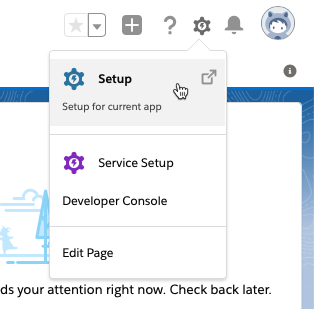 Setup
Setup for current app
Service Setup
Developer Console
Edit Page
ds your attention right now. Check back later.